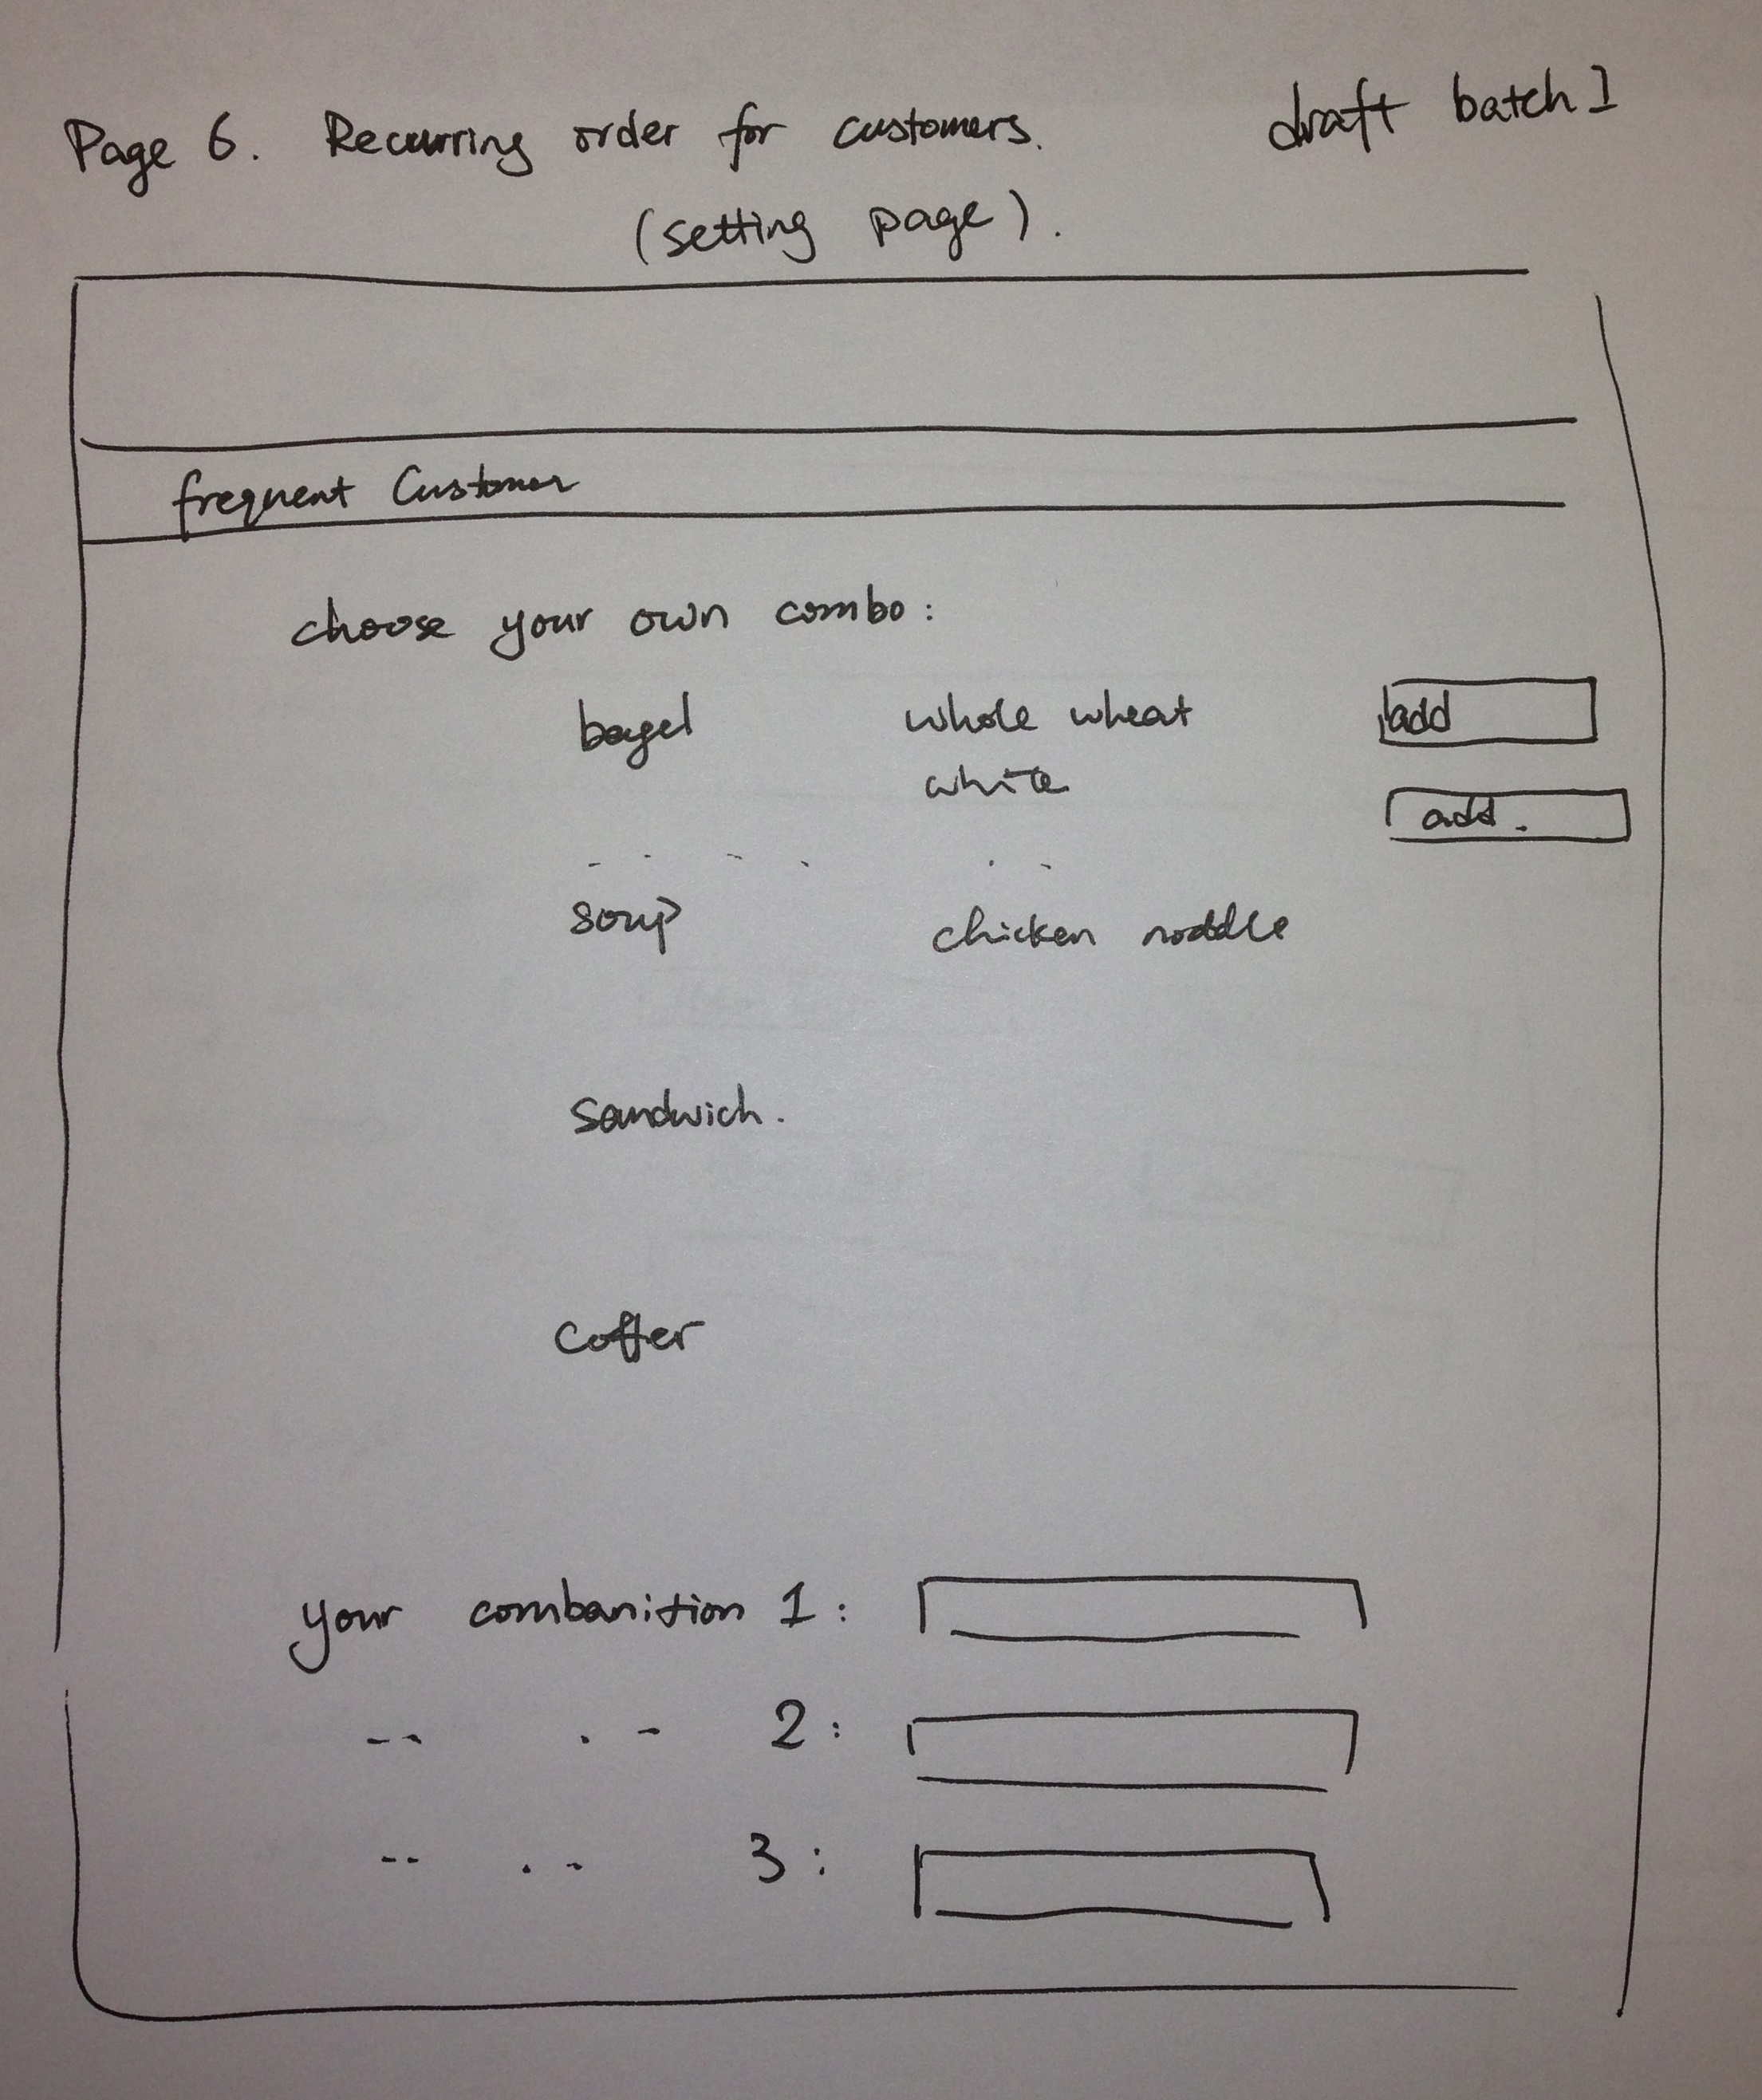 Page 6. Recurring order for customers. draft batch 1
(setting page).
frequent Customer
choose your own combo:
bagel whole wheat add
white
add.
soup chicken noddle
Sandwich.
Coffer
your combanition 1:
-- . - 2:
-- . - 3: